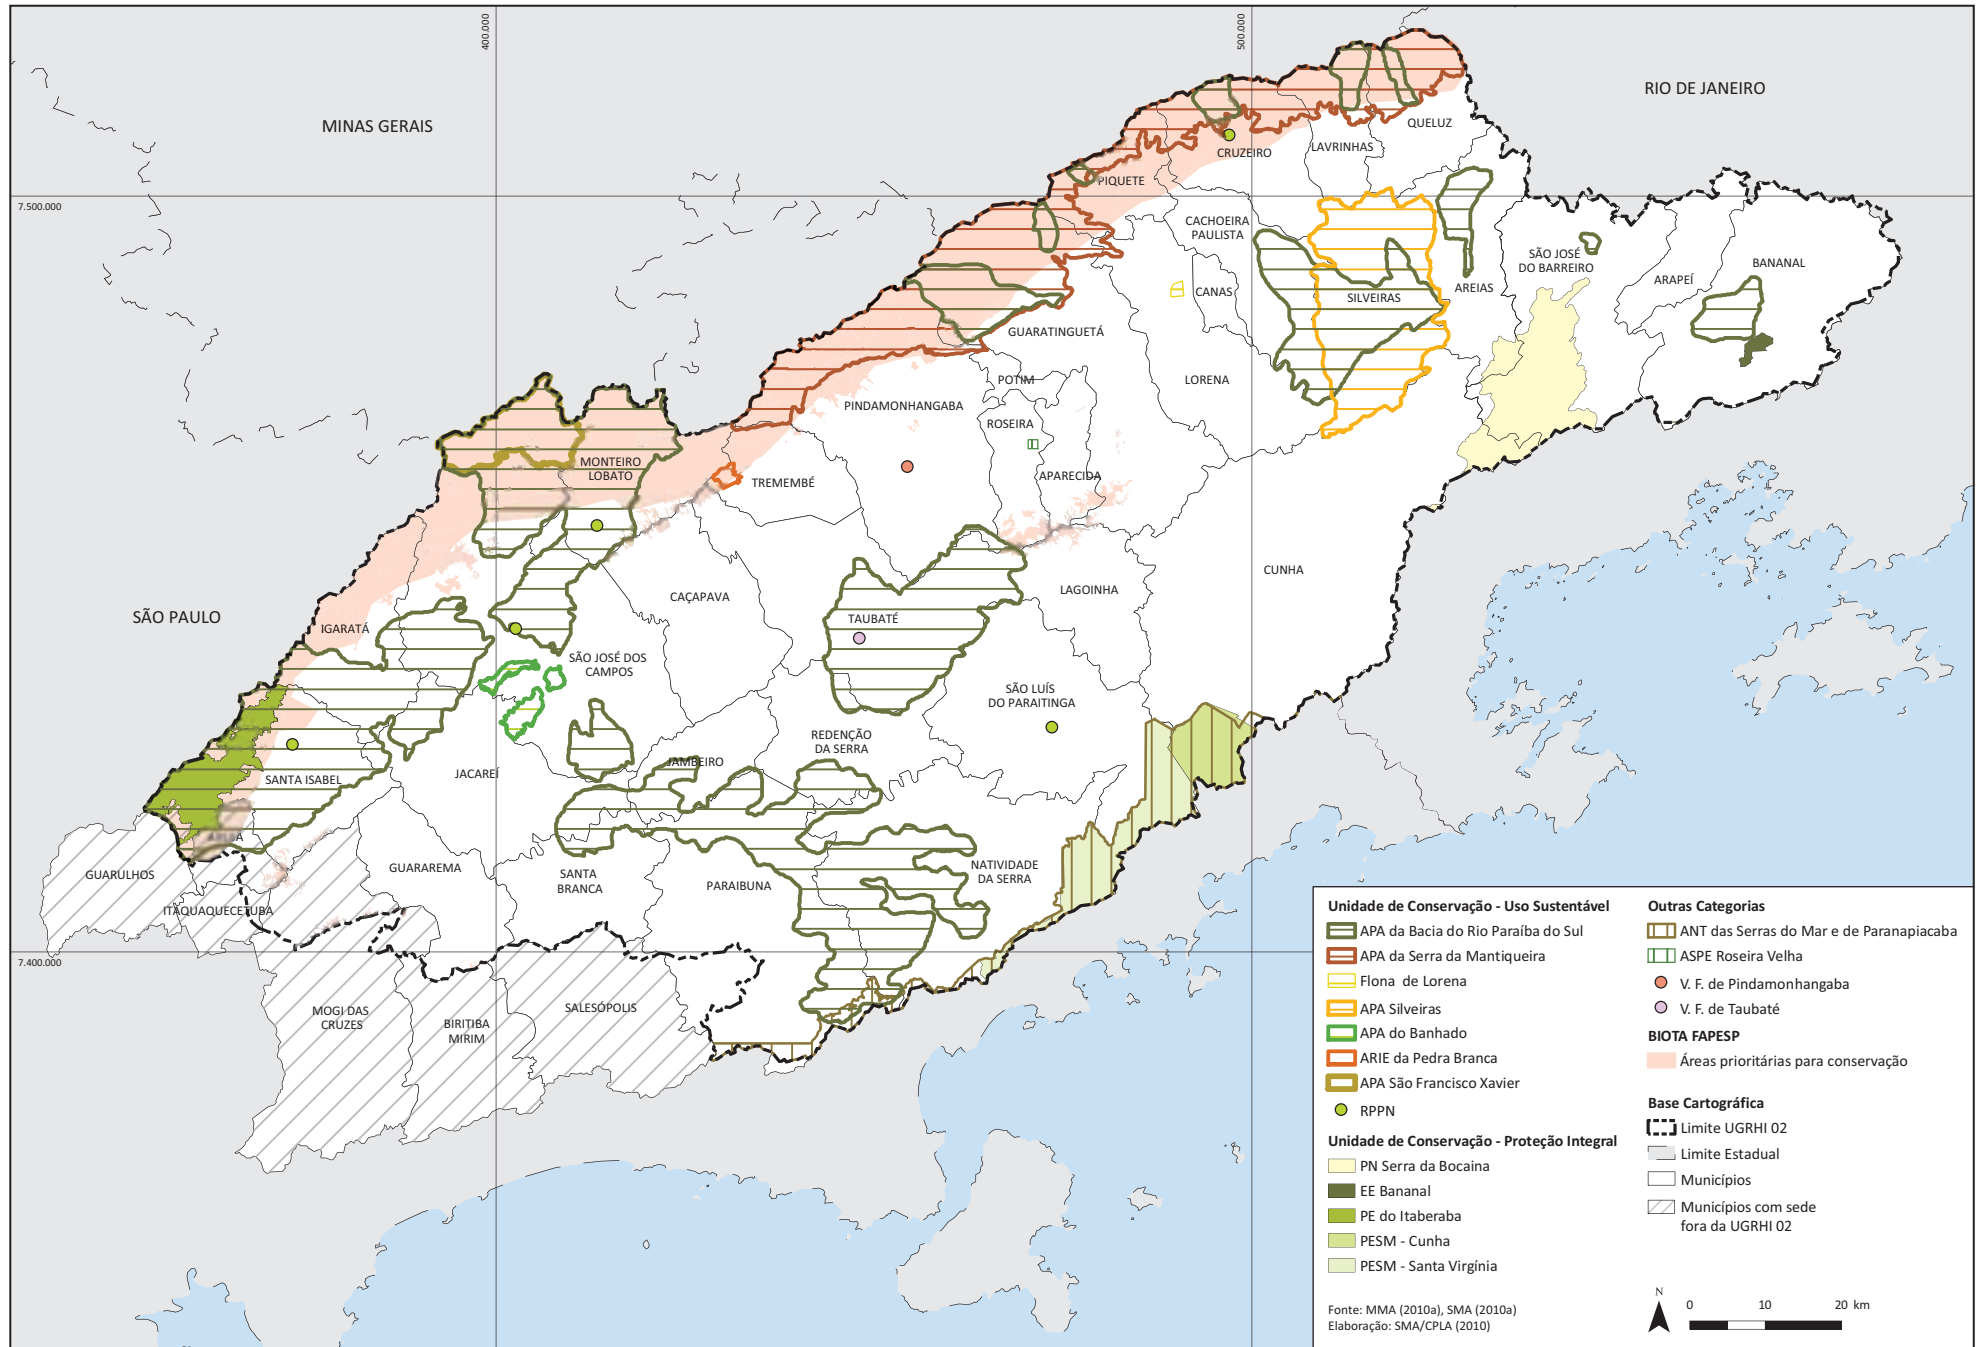 400.000
500.000
RIO DE JANEIRO
MINAS GERAIS
QUELUZ
LAVRINHAS
CRUZEIRO
PIQUETE
7.500.000
CACHOEIRA
PAULISTA
SÃO JOSÉ
DO BARREIRO
BANANAL
ARAPEÍ
AREIAS
CANAS
SILVEIRAS
GUARATINGUETÁ
LORENA
POTIM
PINDAMONHANGABA
ROSEIRA
MONTEIRO
LOBATO
TREMEMBÉ
APARECIDA
CUNHA
LAGOINHA
CAÇAPAVA
SÃO PAULO
TAUBATÉ
IGARATÁ
SÃO JOSÉ DOS
CAMPOS
SÃO LUÍS
DO PARAITINGA
REDENÇÃO
DA SERRA
JAMBEIRO
JACAREÍ
SANTA ISABEL
GUARULHOS
GUARAREMA
SANTA
BRANCA
PARAIBUNA
NATIVIDADE
DA SERRA
ITAQUAQUECETUBA
7.400.000
MOGI DAS
CRUZES
BIRITIBA
MIRIM
SALESÓPOLIS
Unidade de Conservação - Uso Sustentável
APA da Bacia do Rio Paraíba do Sul
APA da Serra da Mantiqueira
Flona de Lorena
APA Silveiras
APA do Banhado
ARIE da Pedra Branca
APA São Francisco Xavier
RPPN
Unidade de Conservação - Proteção Integral
PN Serra da Bocaina
EE Bananal
PE do Itaberaba
PESM - Cunha
PESM - Santa Virgínia
Fonte: MMA (2010a), SMA (2010a)
Elaboração: SMA/CPLA (2010)
Outras Categorias
ANT das Serras do Mar e de Paranapiacaba
ASPE Roseira Velha
V. F. de Pindamonhangaba
V. F. de Taubaté
BIOTA FAPESP
Áreas prioritárias para conservação
Base Cartográfica
Limite UGRHI 02
Limite Estadual
Municípios
Municípios com sede
fora da UGRHI 02
N
0 10 20 km